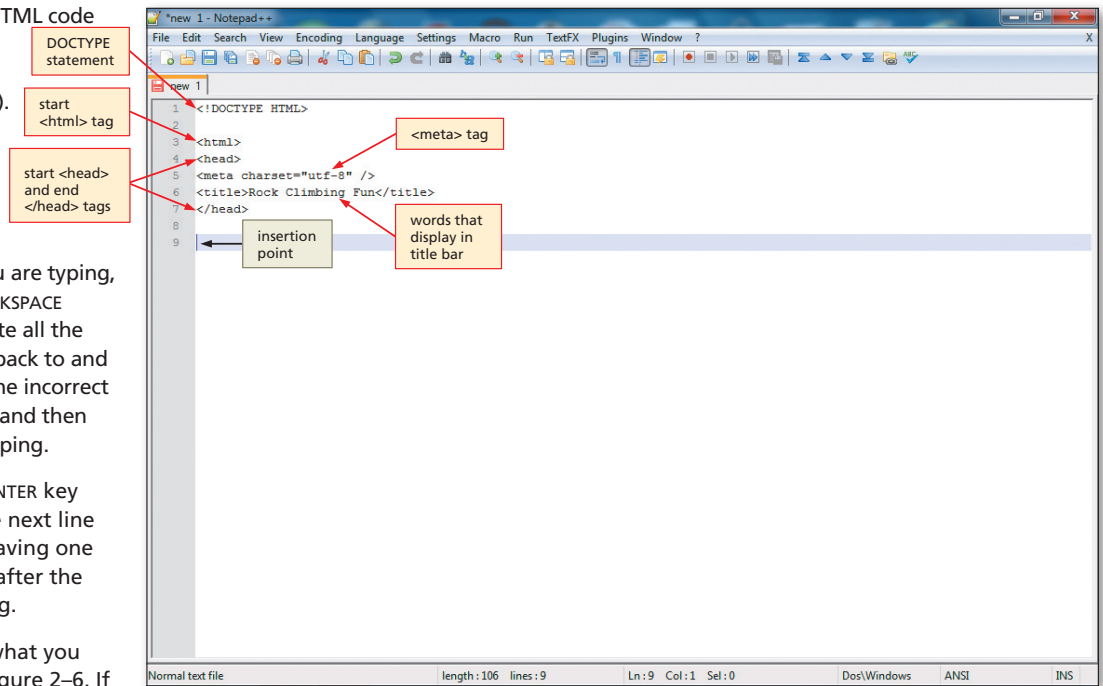 TML code
DOCTYPE
statement
).
start
<html> tag
start <head>
and end
</head> tags
u are typing,
KSPACE
te all the
back to and
he incorrect
and then
ping.
NTER key
e next line
aving one
after the
g.
what you
gure 2–6. If
*new 1 - Notepad++
File Edit Search View Encoding Language Settings Macro Run TextFX Plugins Window ? X
new 1
1 <!DOCTYPE HTML>
2
3 <html>
4 <head>
5 <meta charset="utf-8" />
6 <title>Rock Climbing Fun</title>
7 </head>
8
9
<meta> tag
words that
display in
title bar
insertion
point
Normal text file length : 106 lines : 9 Ln : 9 Col : 1 Sel : 0 Dos\Windows ANSI INS